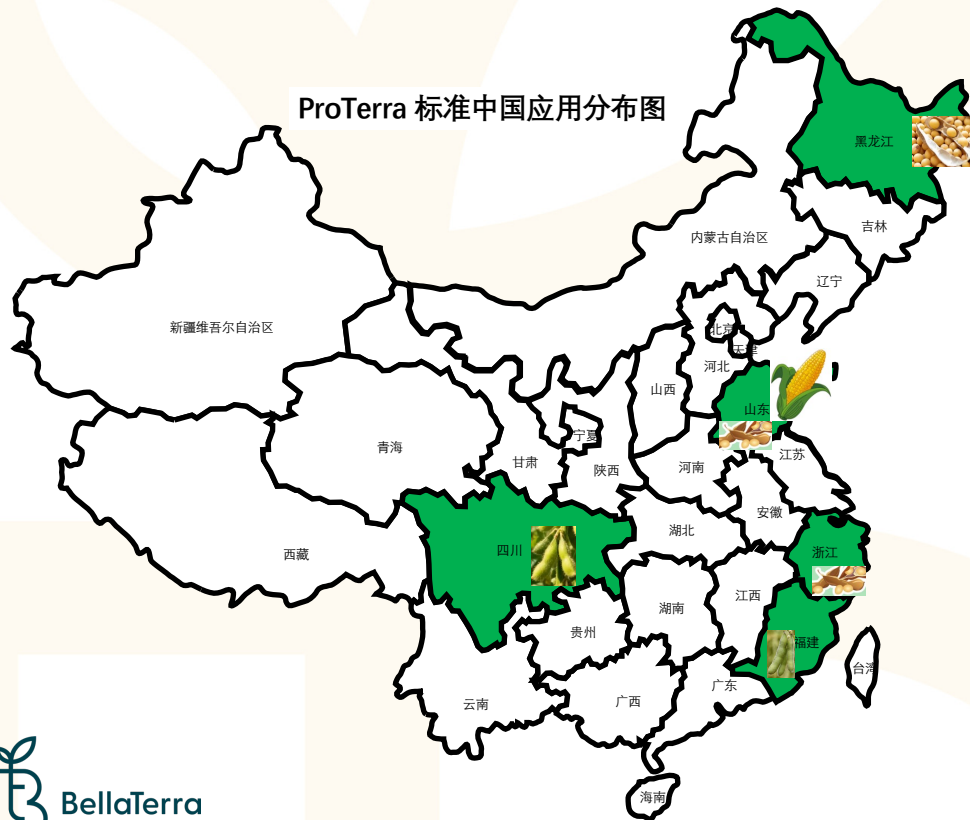 ProTerra 标准中国应用分布图
黑龙江
吉林
内蒙古自治区
辽宁
新疆维吾尔自治区
北京
天津
河北
山西
山东
青海
宁夏
甘肃
陕西
河南
江苏
安徽
湖北
四川
浙江
西藏
江西
湖南
贵州
福建
台湾
广东
广西
云南
海南
BellaTerra